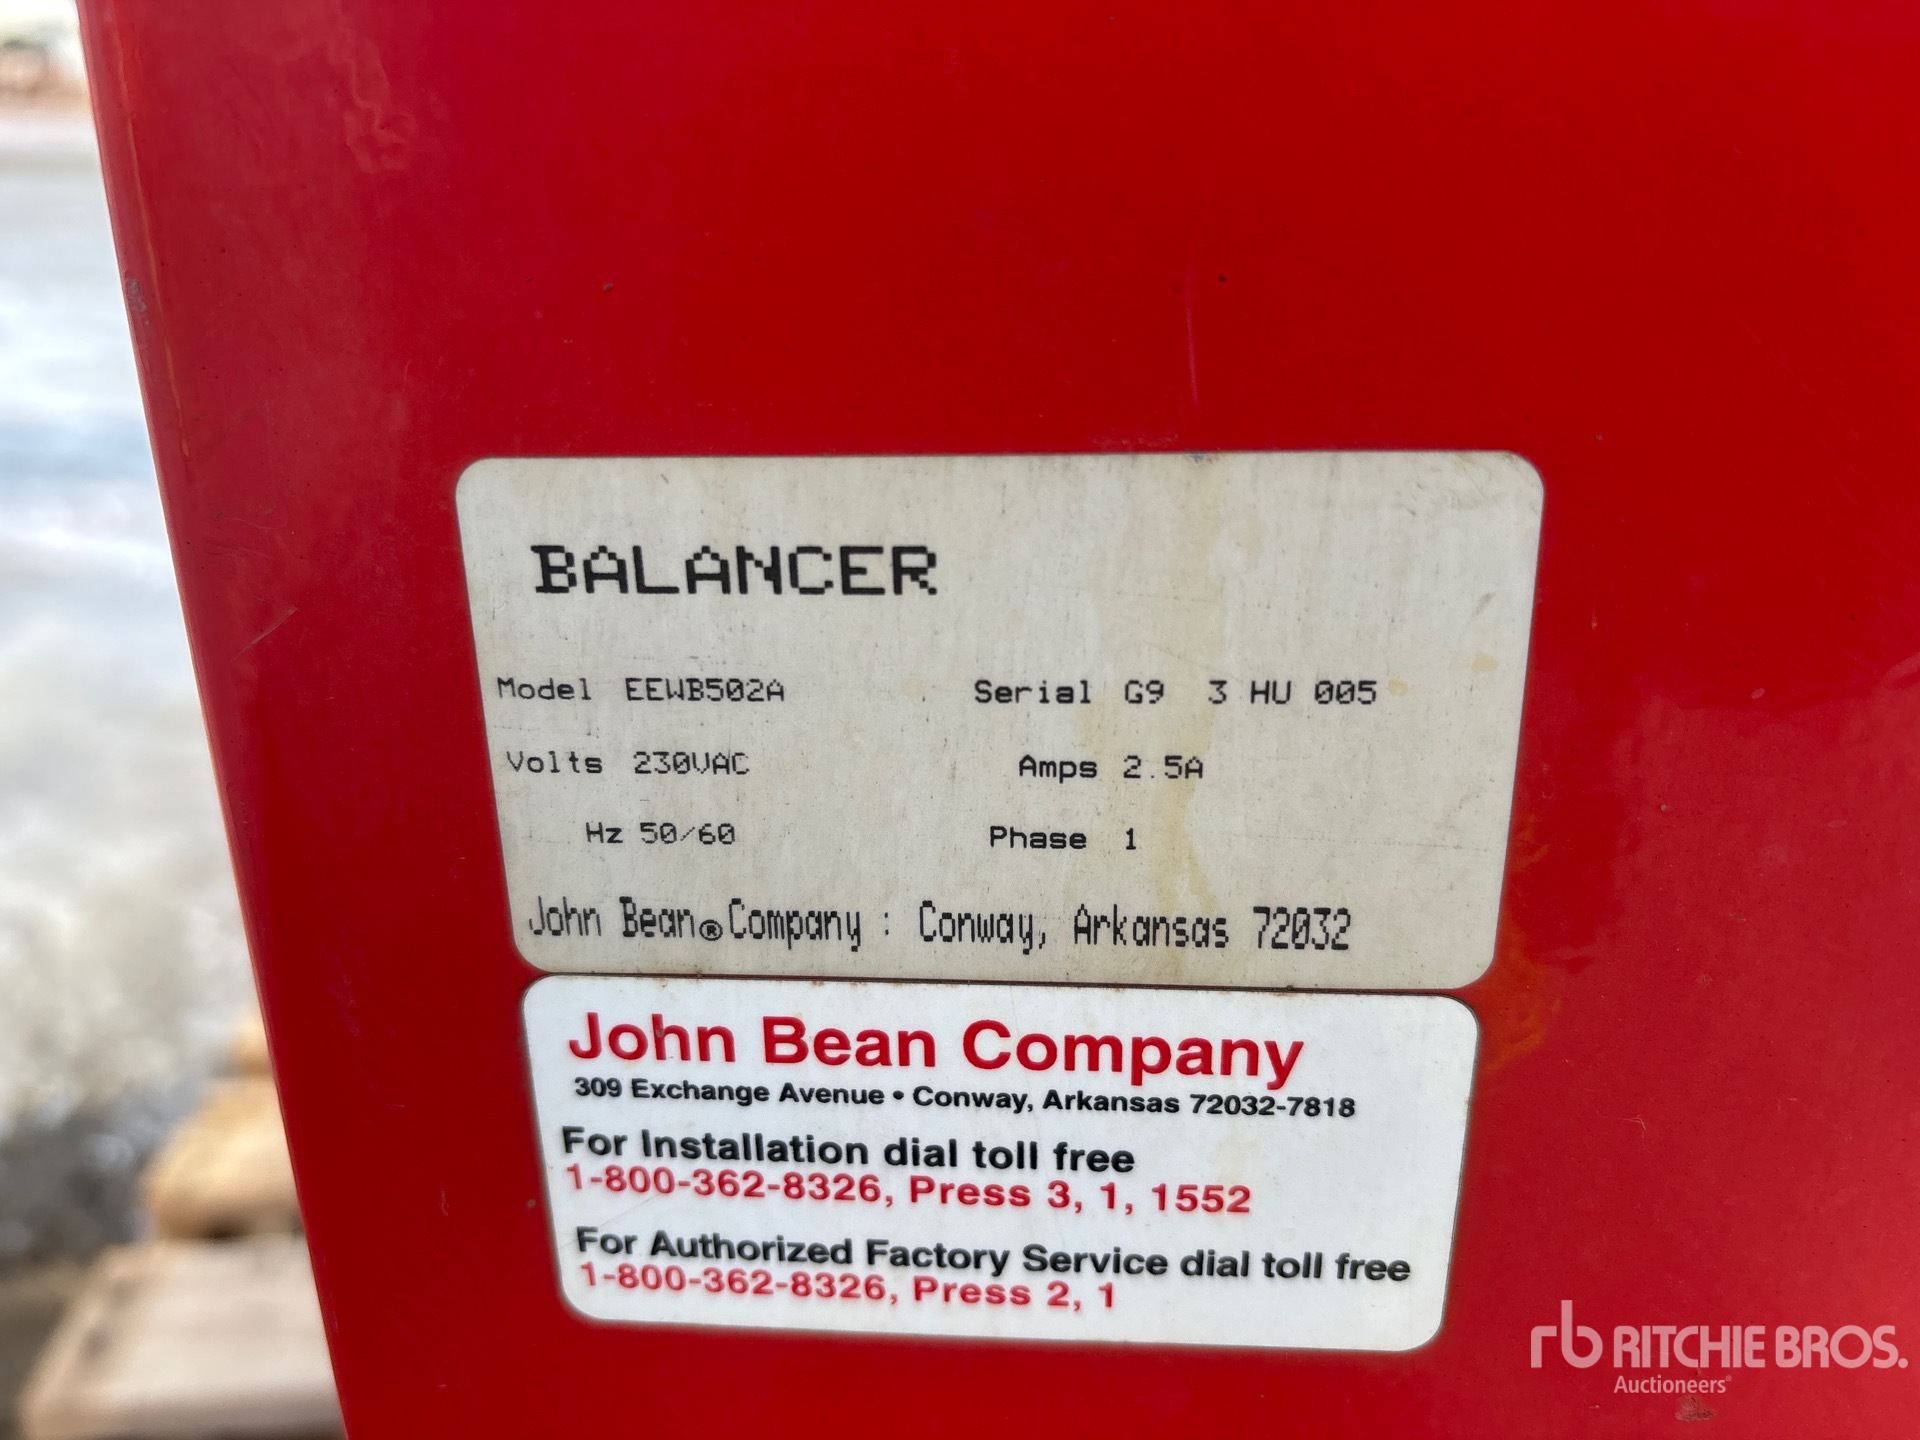 BALANCER
Model EEWB502A Serial G9 3 HU 005
Volts 230VAC Amps 2.5A
Hz 50/60 Phase 1
John Bean® Company : Conway, Arkansas 72032
John Bean Company
309 Exchange Avenue • Conway, Arkansas 72032-7818
For Installation dial toll free
1-800-362-8326, Press 3, 1, 1552
For Authorized Factory Service dial toll free
1-800-362-8326, Press 2, 1
rb RITCHIE BROS.
Auctioneers®